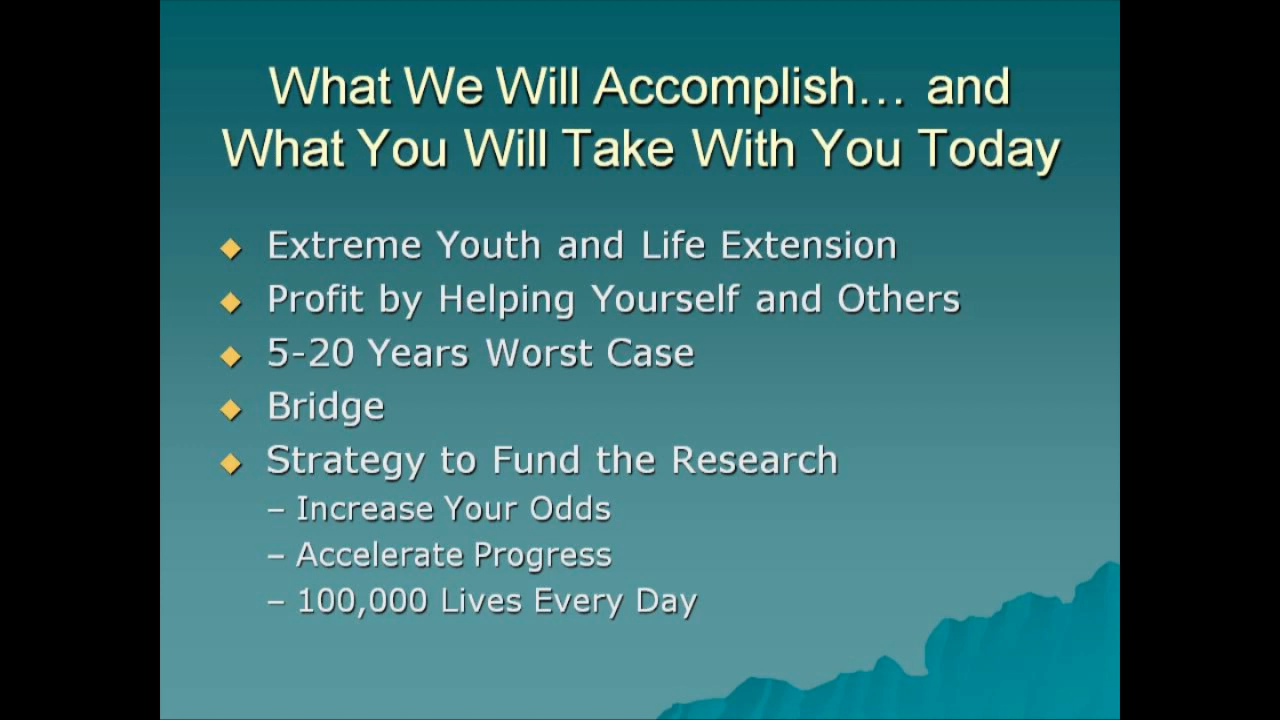 What We Will Accomplish… and
What You Will Take With You Today
Extreme Youth and Life Extension
Profit by Helping Yourself and Others
5-20 Years Worst Case
Bridge
Strategy to Fund the Research
– Increase Your Odds
– Accelerate Progress
– 100,000 Lives Every Day